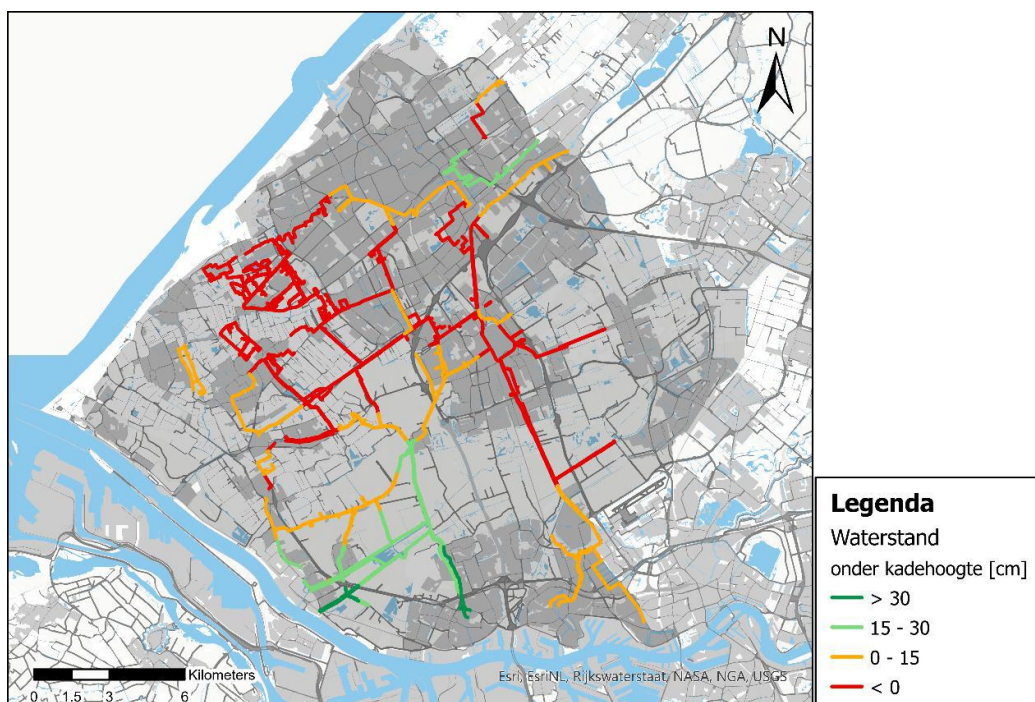 N
Kilometers
0 1.5 3 6
Esri, EsriNL, Rijkswaterstaat, NASA, NGA, USGS
Legenda
Waterstand
onder kadehoogte [cm]
> 30
15 - 30
0 - 15
< 0